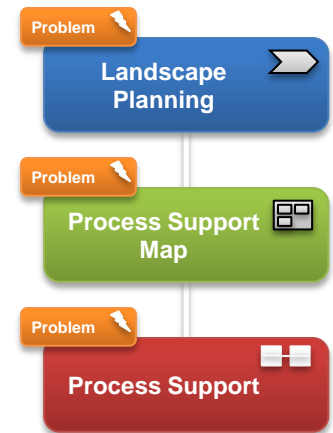 Problem
Landscape
Planning
Problem
Process Support
Map
Problem
Process Support